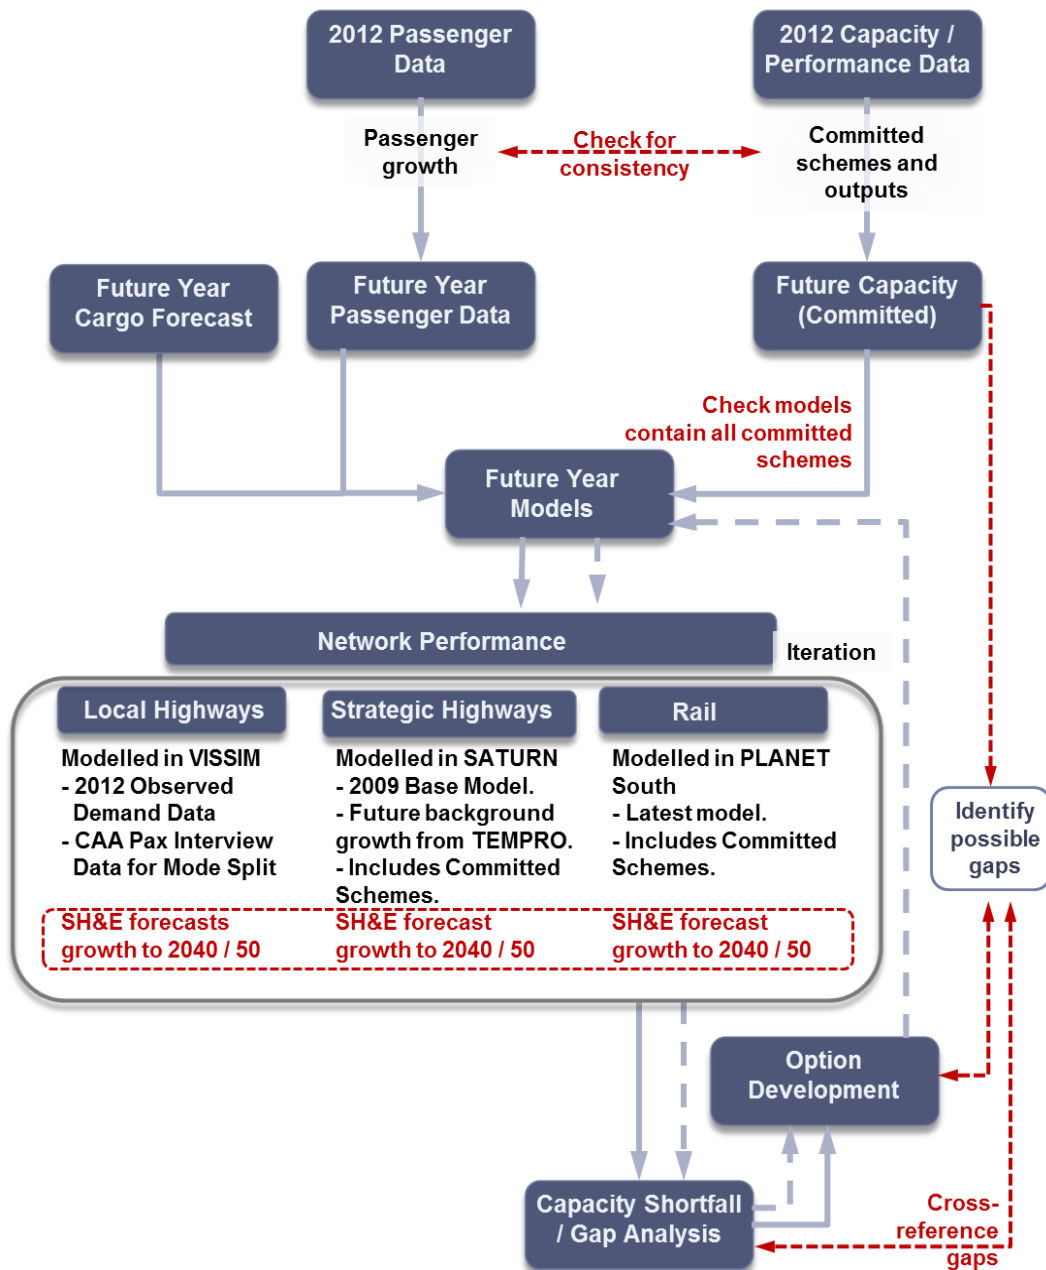 2012 Passenger
Data
2012 Capacity /
Performance Data
Passenger
growth
Check for
consistency
Committed
schemes and
outputs
Future Year
Cargo Forecast
Future Year
Passenger Data
Future Capacity
(Committed)
Check models
contain all committed
schemes
Future Year
Models
Network Performance
Iteration
Local Highways
Modelled in VISSIM
- 2012 Observed
Demand Data
- CAA Pax Interview
Data for Mode Split
SH&E forecasts
growth to 2040 / 50
Strategic Highways
Modelled in SATURN
- 2009 Base Model.
- Future background
growth from TEMPRO.
- Includes Committed
Schemes.
SH&E forecast
growth to 2040 / 50
Rail
Modelled in PLANET
South
- Latest model.
- Includes Committed
Schemes.
SH&E forecast
growth to 2040 / 50
Identify
possible
gaps
Option
Development
Capacity Shortfall
/ Gap Analysis
Cross-
reference
gaps